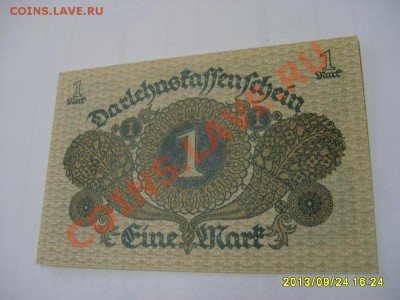 COINS.LAVE.RU
1 Mark
1 Mark
Darlehnskassenschein
1 1
1
COINS.LAVE.RU
Eine Mark
2013/09/24 16:24